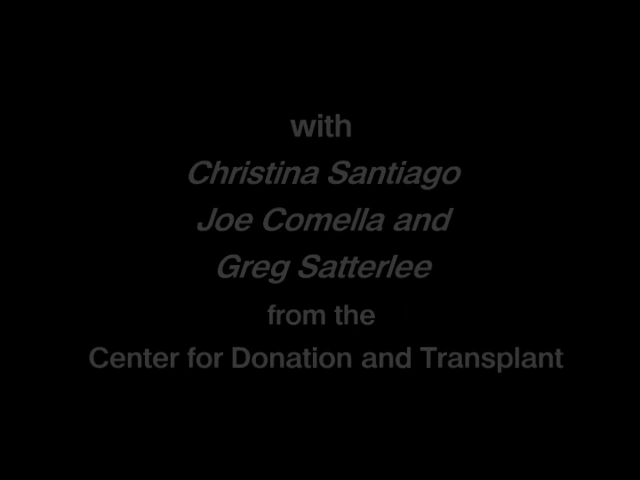 with
Christina Santiago
Joe Comella and
Greg Satterlee
from the
Center for Donation and Transplant